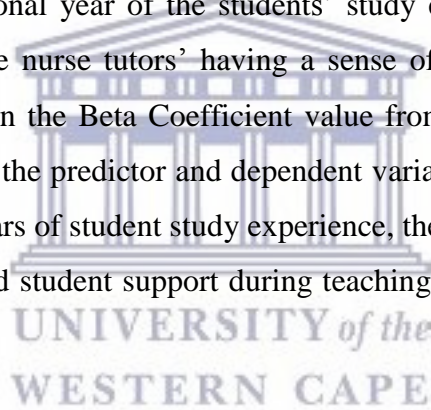 onal year of the students’ study
e nurse tutors’ having a sense of
n the Beta Coefficient value from
the predictor and dependent varia
ars of student study experience, the
d student support during teaching
UNIVERSITY of the
WESTERN CAPE